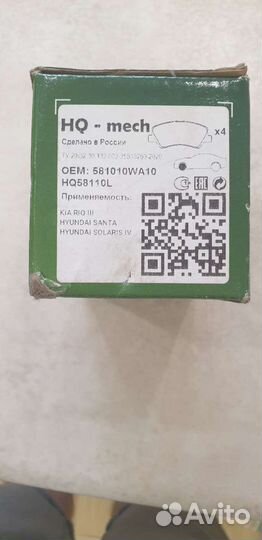 HQ - mech
x4
Сделано в России
OEM: 581010WA10
HQ58110L
Применяемость:
KIA RIO III
HYUNDAI SANTA
HYUNDAI SOLARIS IV
Avito